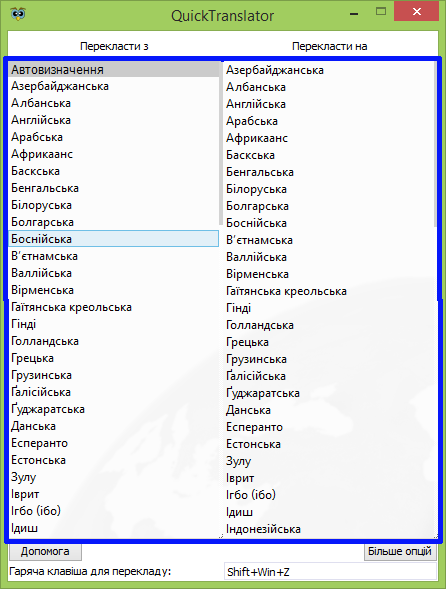 QuickTranslator
Перекласти з
Перекласти на
Автовизначення
Азербайджанська
Албанська
Англійська
Арабська
Африкаанс
Баскська
Бенгальська
Білоруська
Болгарська
Боснійська
В'єтнамська
Валлійська
Вірменська
Гаїтянська креольська
Гінді
Голландська
Грецька
Грузинська
Ґалісійська
Ґуджаратська
Данська
Есперанто
Естонська
Зулу
Іврит
Ігбо (ібо)
Ідиш
Азербайджанська
Албанська
Англійська
Арабська
Африкаанс
Баскська
Бенгальська
Білоруська
Болгарська
Боснійська
В'єтнамська
Валлійська
Вірменська
Гаїтянська креольська
Гінді
Голландська
Грецька
Грузинська
Ґалісійська
Ґуджаратська
Данська
Есперанто
Естонська
Зулу
Іврит
Ігбо (ібо)
Ідиш
Індонезійська
Допомога
Більше опцій
Гаряча клавіша для перекладу:
Shift+Win+Z